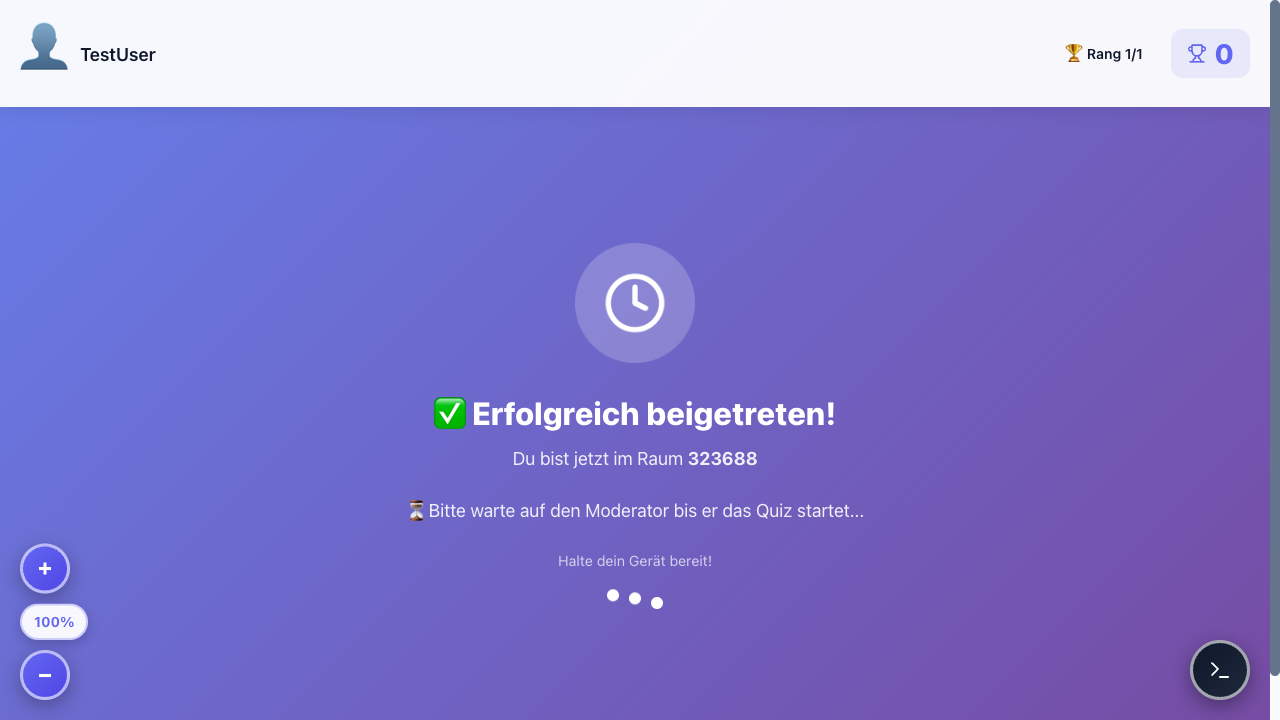 TestUser
🏆 Rang 1/1
0
✅ Erfolgreich beigetreten!
Du bist jetzt im Raum 323688
⏳Bitte warte auf den Moderator bis er das Quiz startet...
Halte dein Gerät bereit!
+
100%
−